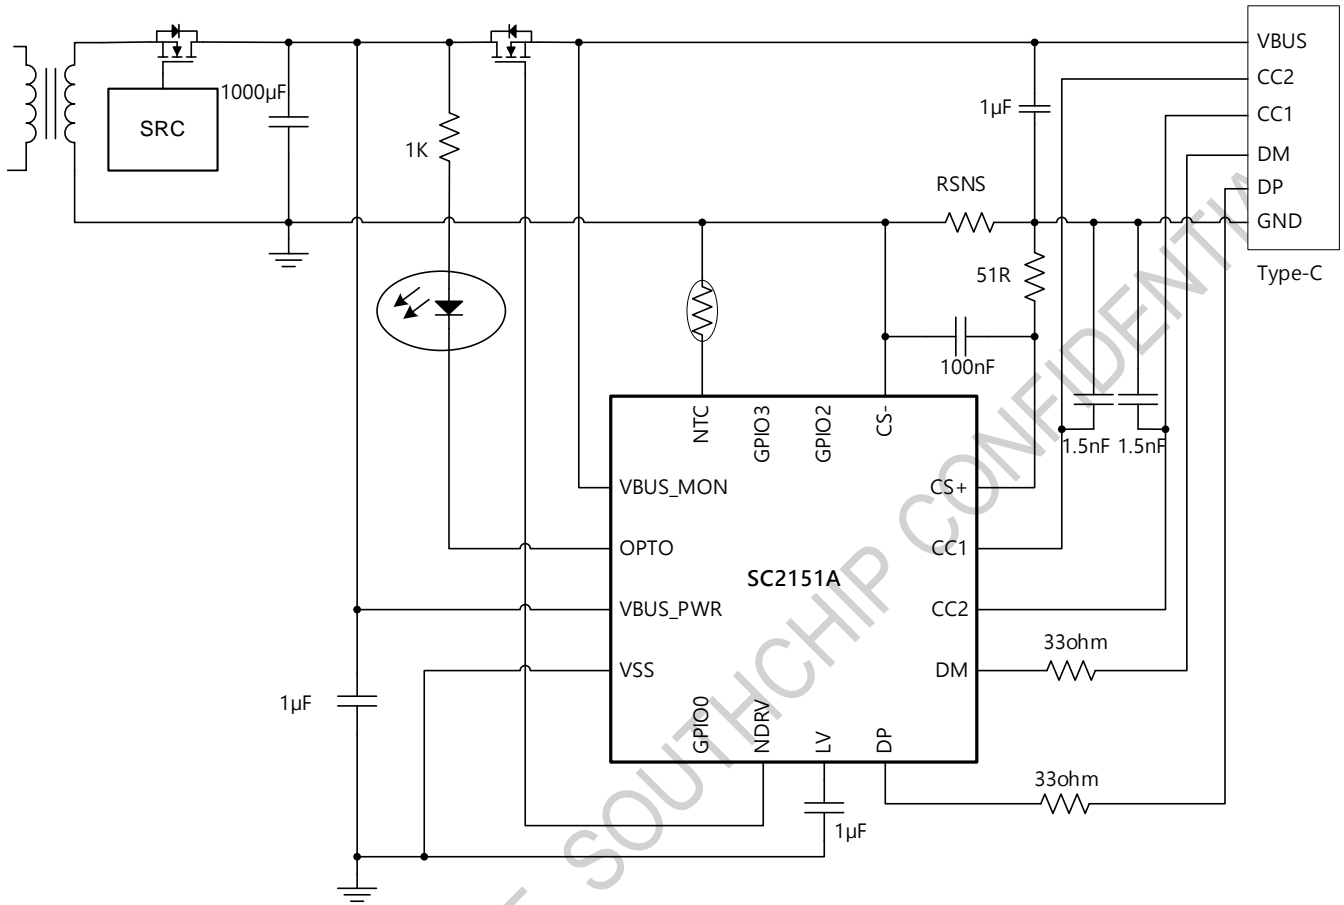 VBUS
CC2
CC1
DM
DP
GND
Type-C
SRC
1000µF
1K
1µF
RSNS
51R
100nF
1.5nF
1.5nF
NTC
GPIO3
GPIO2
CS-
VBUS_MON
OPTO
VBUS_PWR
VSS
SC2151A
CS+
CC1
CC2
DM
GPIO0
NDRV
LV
DP
33ohm
33ohm
1µF
1µF
SOUTHCHIP CONFIDENTIA